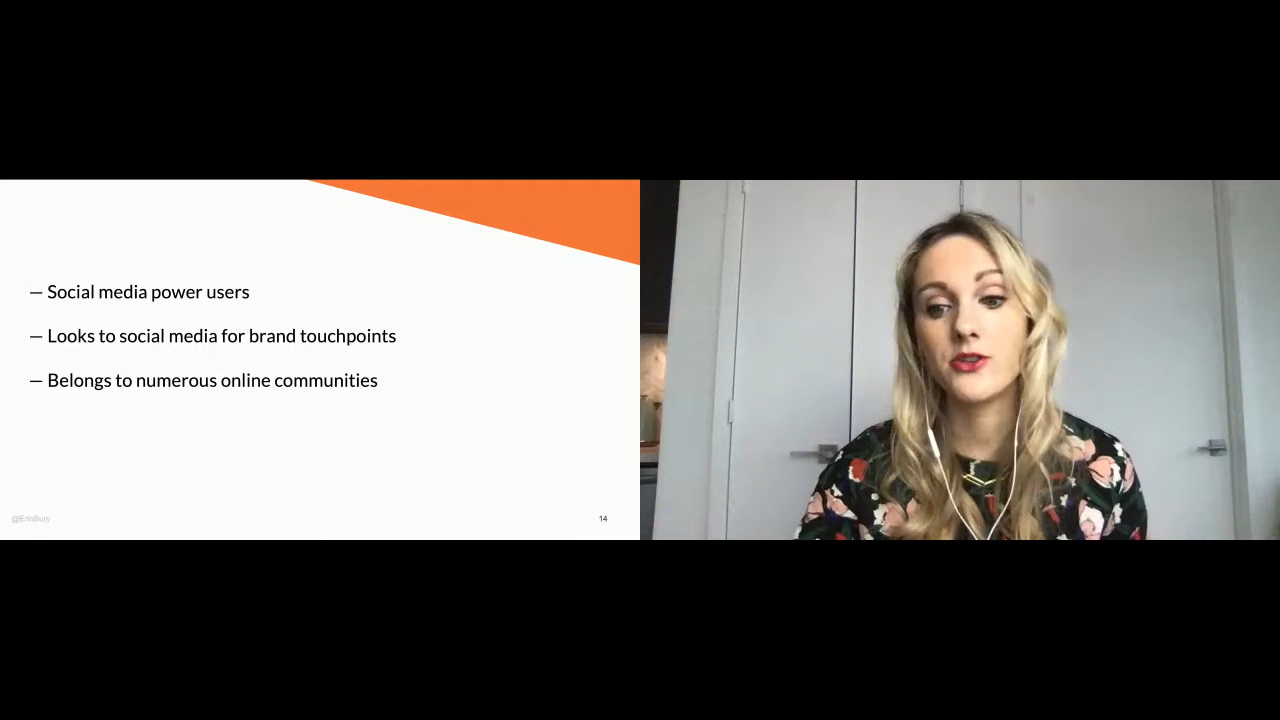 — Social media power users
— Looks to social media for brand touchpoints
— Belongs to numerous online communities
@ErinBury
14